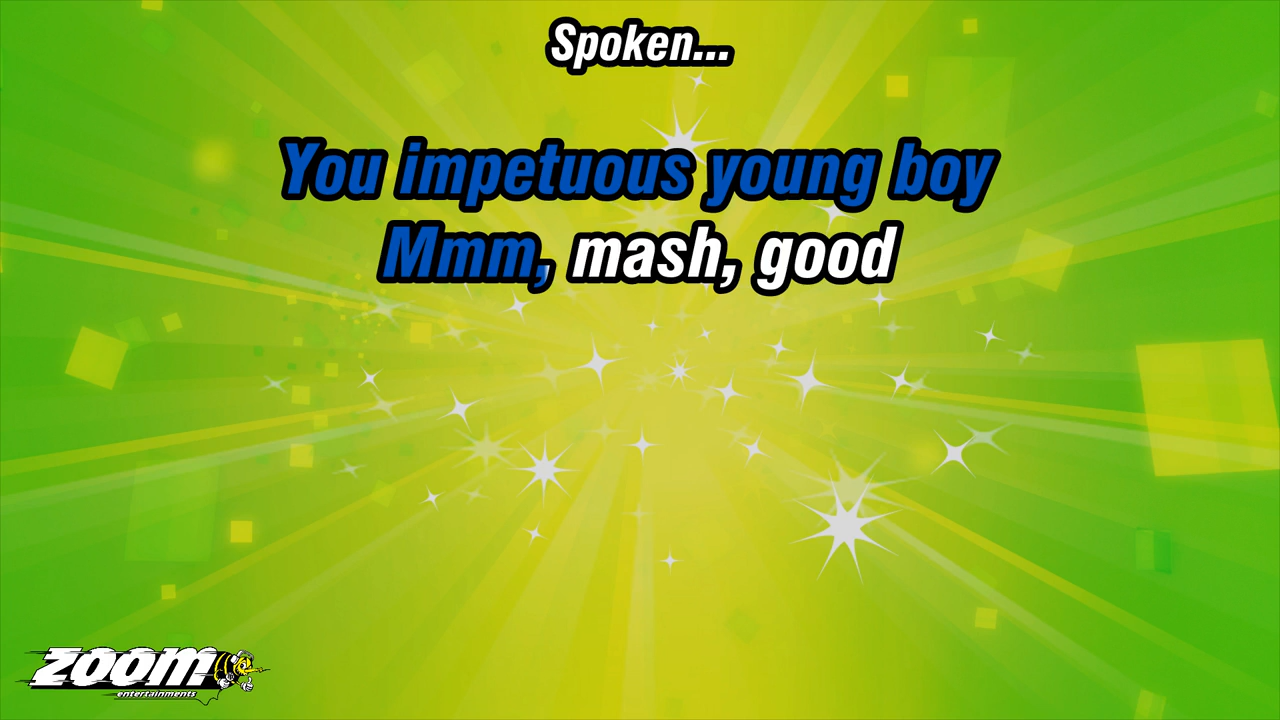 Spoken...
You impetuous young boy
Mmm, mash, good
zoom
entertainments